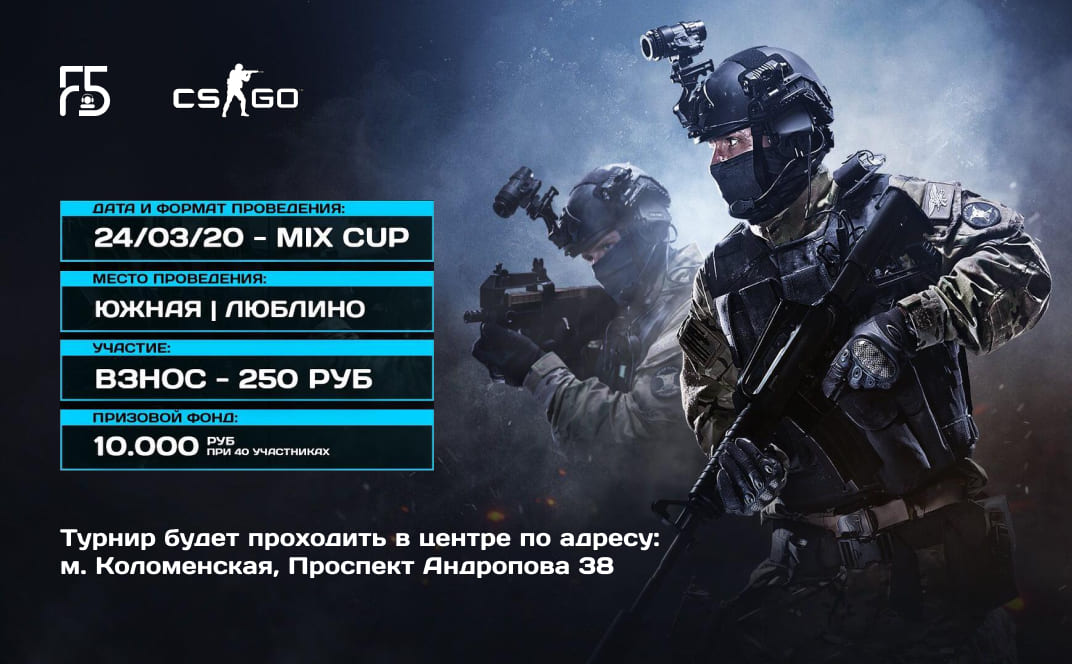 F5
CS GO
ДАТА И ФОРМАТ ПРОВЕДЕНИЯ:
24/03/20 - MIX CUP
МЕСТО ПРОВЕДЕНИЯ:
ЮЖНАЯ | ЛЮБЛИНО
УЧАСТИЕ:
ВЗНОС - 250 РУБ
ПРИЗОВОЙ ФОНД:
10.000 РУБ
ПРИ 40 УЧАСТНИКАХ
Турнир будет проходить в центре по адресу:
м. Коломенская, Проспект Андропова 38